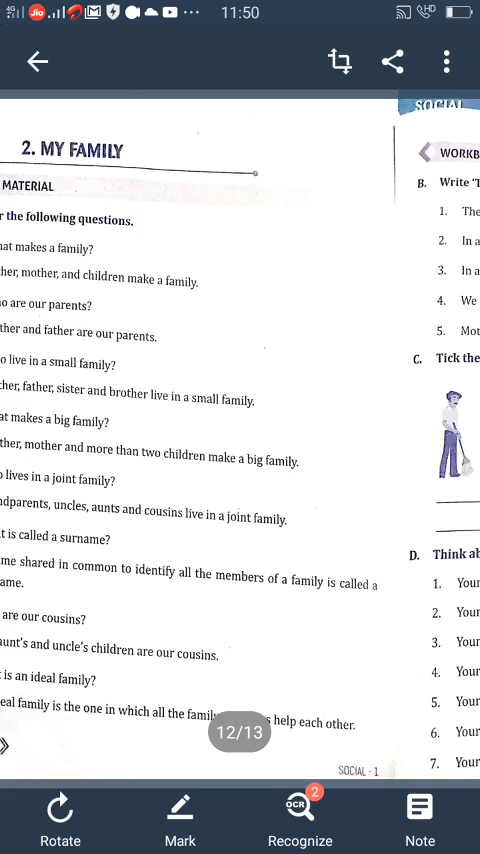 4G
Jio
11:50
HD
SOCIAL
2. MY FAMILY
MATERIAL
r the following questions.
at makes a family?
ther, mother, and children make a family.
o are our parents?
ther and father are our parents.
o live in a small family?
ther, father, sister and brother live in a small family.
at makes a big family?
ther, mother and more than two children make a big family.
o lives in a joint family?
ndparents, uncles, aunts and cousins live in a joint family.
t is called a surname?
me shared in common to identify all the members of a family is called a
ame.
are our cousins?
aunt's and uncle's children are our cousins.
is an ideal family?
eal family is the one in which all the family s help each other.
SOCIAL - 1
WORKB
B. Write 'T
1. The
2. In a
3. In a
4. We
5. Mot
C. Tick the
D. Think ab
1. Your
2. Your
3. Your
4. Your
5. Your
6. Your
7. Your
12/13
OCR
2
Rotate
Mark
Recognize
Note